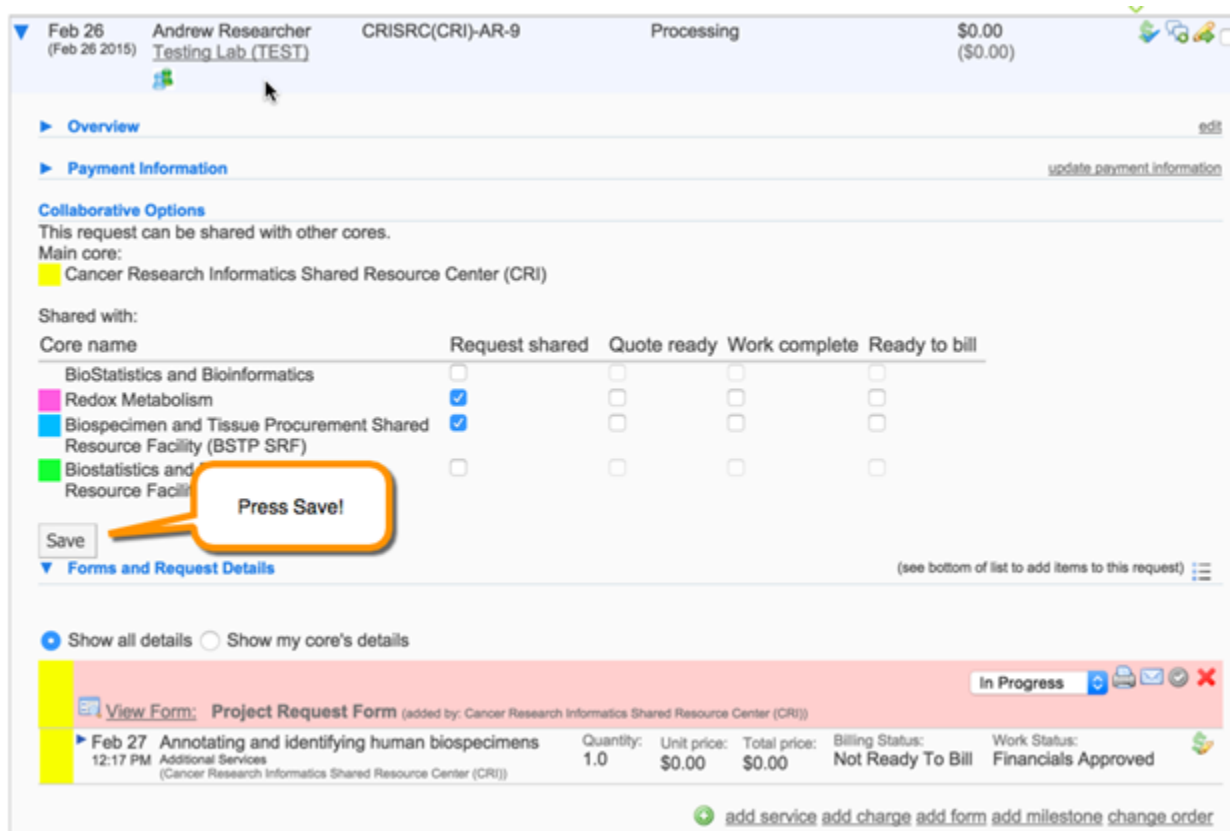 Feb 26 Andrew Researcher CRISRC(CRI)-AR-9 Processing $0.00
(Feb 26 2015) Testing Lab (TEST) ($0.00)
Overview edit
Payment Information update payment information
Collaborative Options
This request can be shared with other cores.
Main core:
Cancer Research Informatics Shared Resource Center (CRI)
Shared with:
Core name Request shared Quote ready Work complete Ready to bill
BioStatistics and Bioinformatics
Redox Metabolism
Biospecimen and Tissue Procurement Shared
Resource Facility (BSTP SRF)
Biostatistics and
Resource
Press Save!
Save
Forms and Request Details (see bottom of list to add items to this request)
Show all details Show my core's details
In Progress
View Form: Project Request Form (added by: Cancer Research Informatics Shared Resource Center (CRI))
Feb 27 Annotating and identifying human biospecimens Quantity: Unit price: Total price: Billing Status: Work Status:
12:17 PM Additional Services 1.0 $0.00 $0.00 Not Ready To Bill Financials Approved
(Cancer Research Informatics Shared Resource Center (CRI))
add service add charge add form add milestone change order